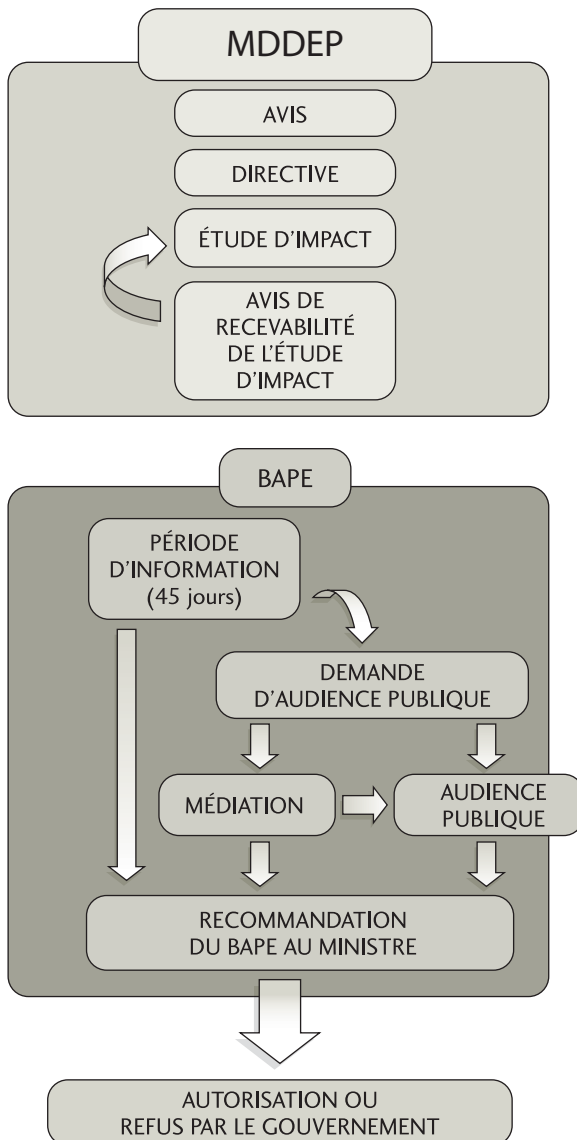 MDDEP
AVIS
DIRECTIVE
ÉTUDE D'IMPACT
AVIS DE
RECEVABILITÉ
DE L'ÉTUDE
D'IMPACT
BAPE
PÉRIODE
D'INFORMATION
(45 jours)
DEMANDE
D'AUDIENCE PUBLIQUE
MÉDIATION
AUDIENCE
PUBLIQUE
RECOMMANDATION
DU BAPE AU MINISTRE
AUTORISATION OU
REFUS PAR LE GOUVERNEMENT